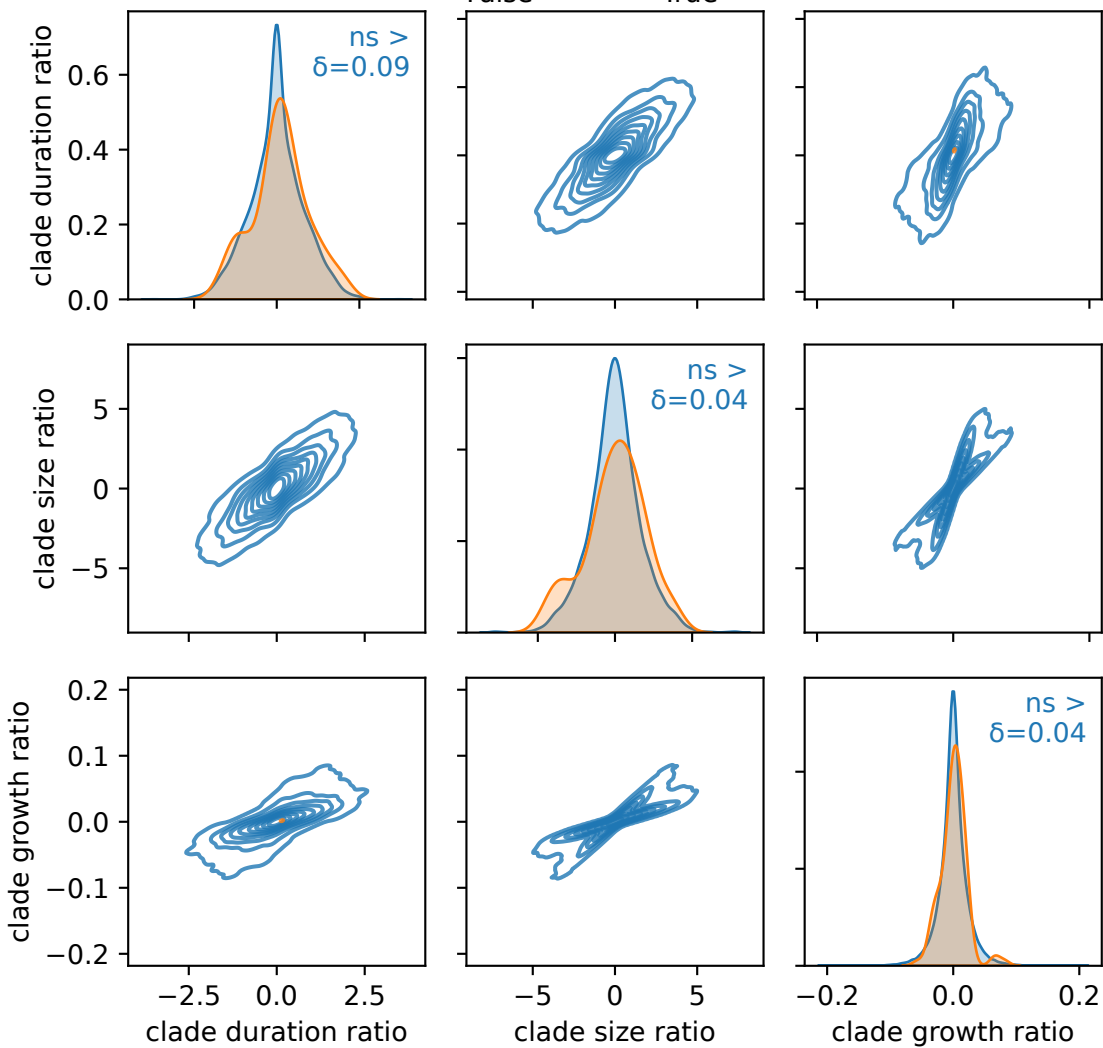 clade duration ratio
0.6
0.4
0.2
0.0
ns >
δ=0.09
clade size ratio
5
0
−5
ns >
δ=0.04
clade growth ratio
0.2
0.1
0.0
−0.1
−0.2
ns >
δ=0.04
−2.5 0.0 2.5
−5 0 5
−0.2 0.0 0.2
clade duration ratio
clade size ratio
clade growth ratio